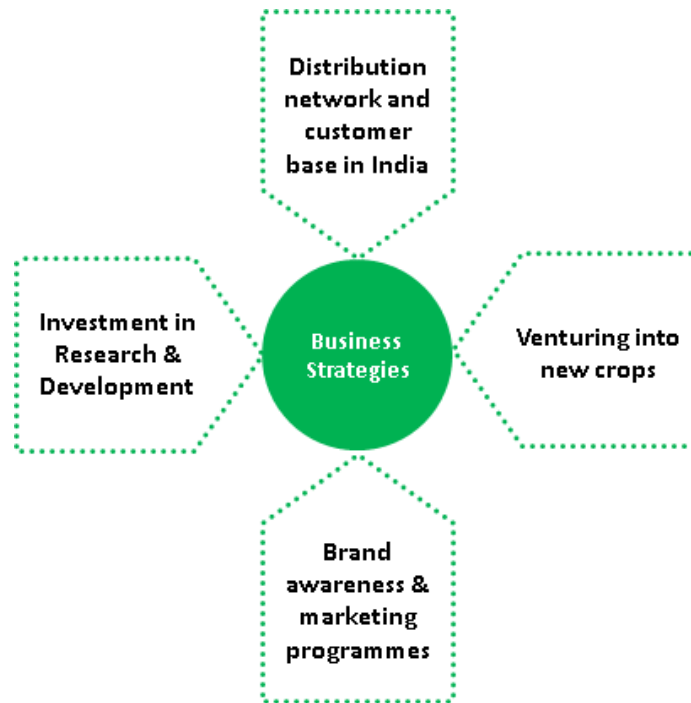 Distribution
network and
customer
base in India
Investment in
Research &
Development
Business
Strategies
Venturing into
new crops
Brand
awareness &
marketing
programmes